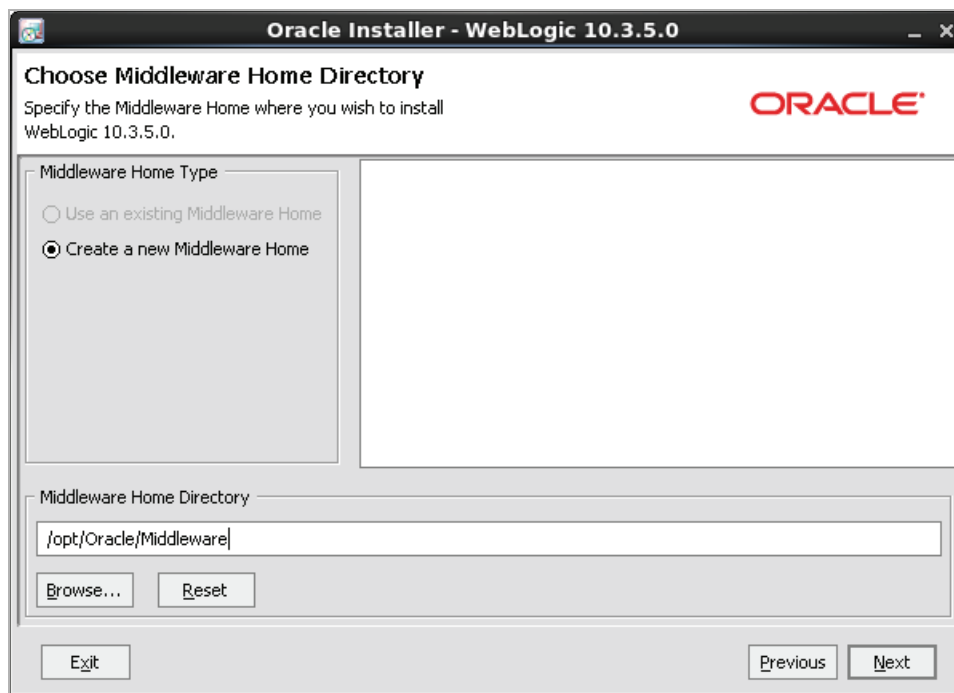 Oracle Installer - WebLogic 10.3.5.0
Choose Middleware Home Directory
Specify the Middleware Home where you wish to install
WebLogic 10.3.5.0.
ORACLE
Middleware Home Type
Use an existing Middleware Home
Create a new Middleware Home
Middleware Home Directory
/opt/Oracle/Middleware
Browse...
Reset
Exit
Previous
Next